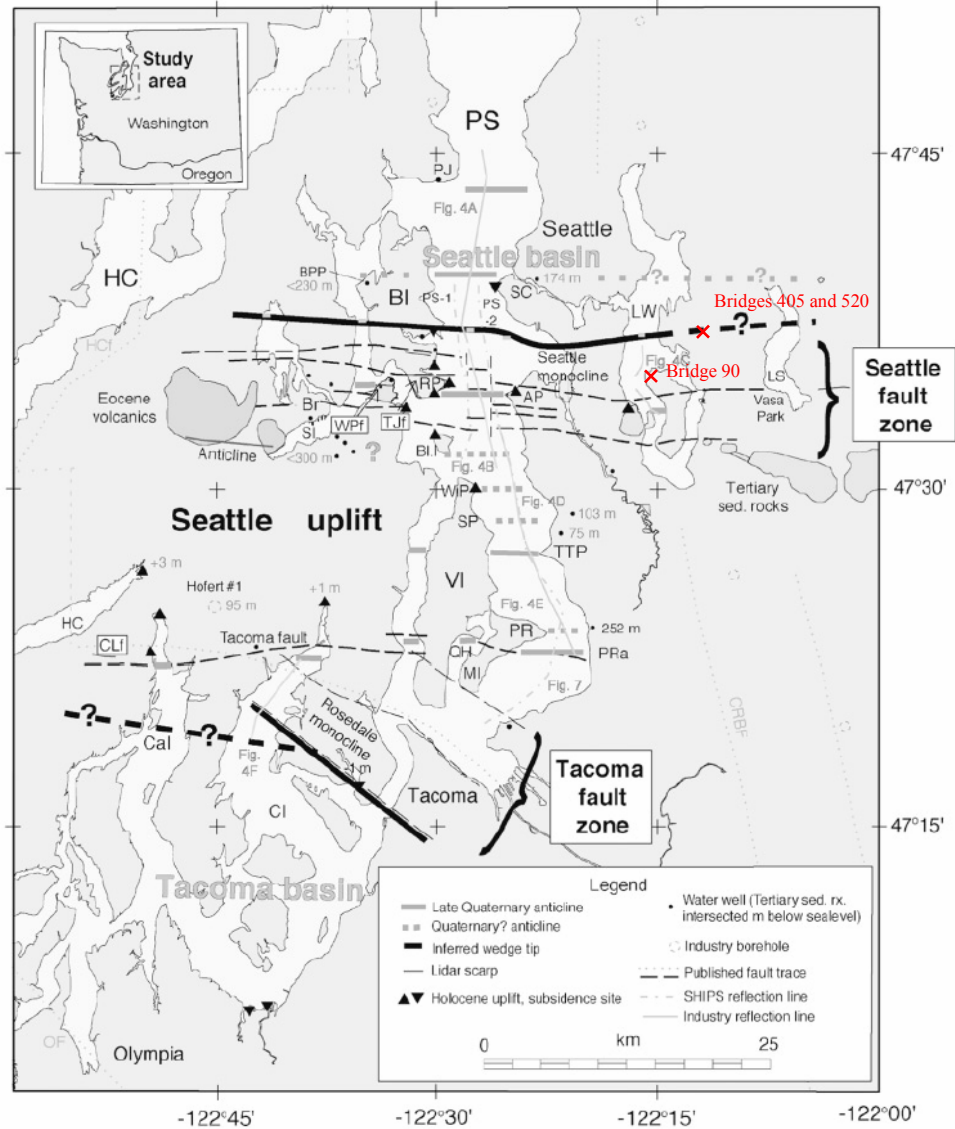 Study
area
Washington
Oregon
PS
47°45'
PJ
Fig. 4A
Seattle
Seattle basin
HC
BPP
<230 m
174 m
?
?
BI
PS-1
PS
2
SC
LW
Bridges 405 and 520
?
HCf
Fig. 4C
Bridge 90
Seattle
monocline
LS
Vasa
Park
Seattle
fault
zone
Eocene
volcanics
RP
AP
Br
SI
WPf
TJf
Anticline
<300 m
?
BI.I
Fig. 4B
WiP
Fig. 4D
47°30
Tertiary
sed. rocks
Seattle uplift
SP
103 m
75 m
TTP
+3 m
Hofert #1
95 m
+1 m
VI
Fig. 4E
HC
CLf
Tacoma fault
PR
252 m
QH
MI
PRa
Fig. 7
CRBF
?
?
Cal
Rosedale
monocline
-1 m
Fig.
4F
CI
Tacoma
Tacoma
fault
zone
47°15
Tacoma basin
Legend
Late Quaternary anticline
Quaternary? anticline
Inferred wedge tip
Lidar scarp
Holocene uplift, subsidence site
Water well (Tertiary sed. rx.
intersected m below sealevel)
Industry borehole
Published fault trace
SHIPS reflection line
Industry reflection line
0 km 25
OF
Olympia
-122°45' -122°30' -122°15' -122°00'